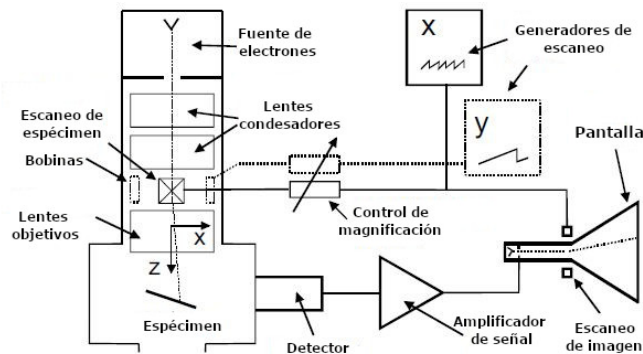 Fuente de
electrones
x
Generadores
de escaneo
Escaneo de
espécimen
Lentes
condesadores
y
Pantalla
Bobinas
Lentes
objetivos
x
z
Control de
magnificación
Espécimen
Detector
Amplificador
de señal
Escaneo
de imagen